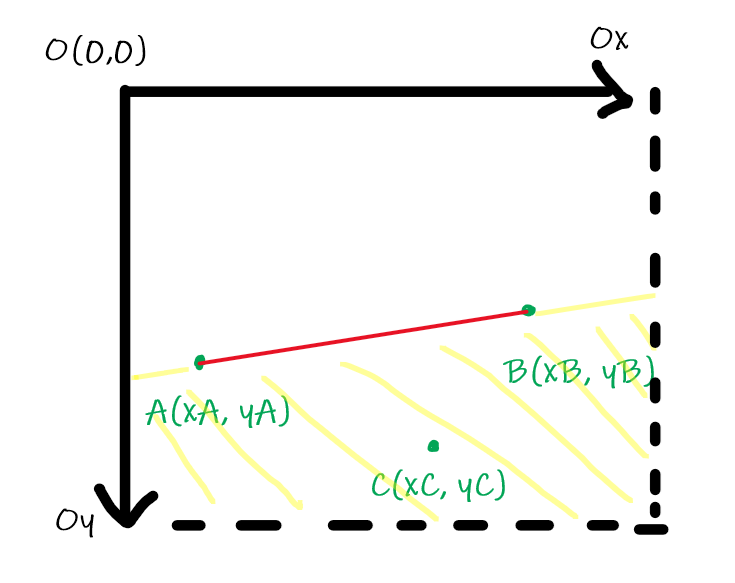 O(0,0)
Ox
B(xB, yB)
A(xA, yA)
C(xC, yC)
Oy